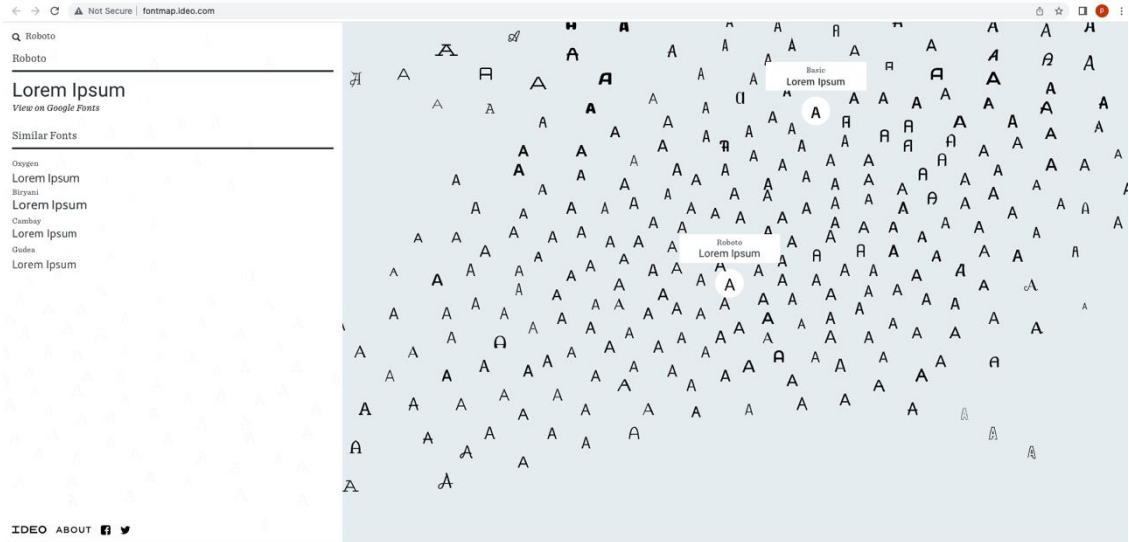 Not Secure | fontmap.ideo.com
P
Roboto
Roboto
Lorem Ipsum
View on Google Fonts
Similar Fonts
Oxygen
Lorem Ipsum
Biryani
Lorem Ipsum
Cambay
Lorem Ipsum
Gudea
Lorem Ipsum
IDEO ABOUT
Basic
Lorem Ipsum
A
Roboto
Lorem Ipsum
A